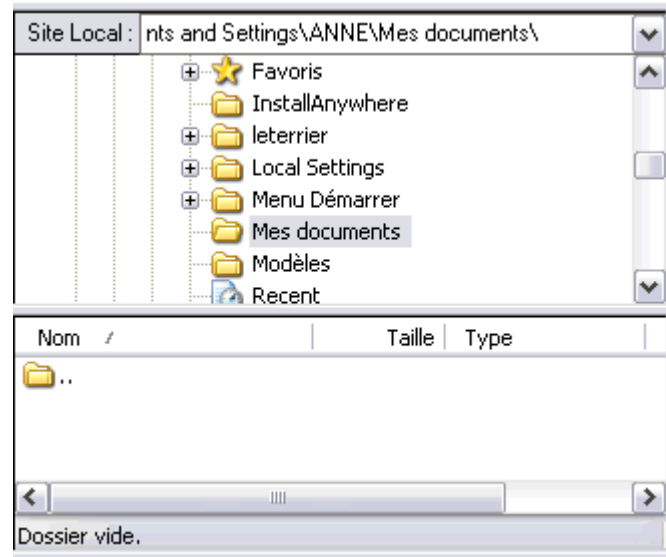 Site Local : nts and Settings\ANNE\Mes documents\
Favoris
InstallAnywhere
leterrier
Local Settings
Menu Démarrer
Mes documents
Modèles
Recent
Nom / Taille Type
..
Dossier vide.